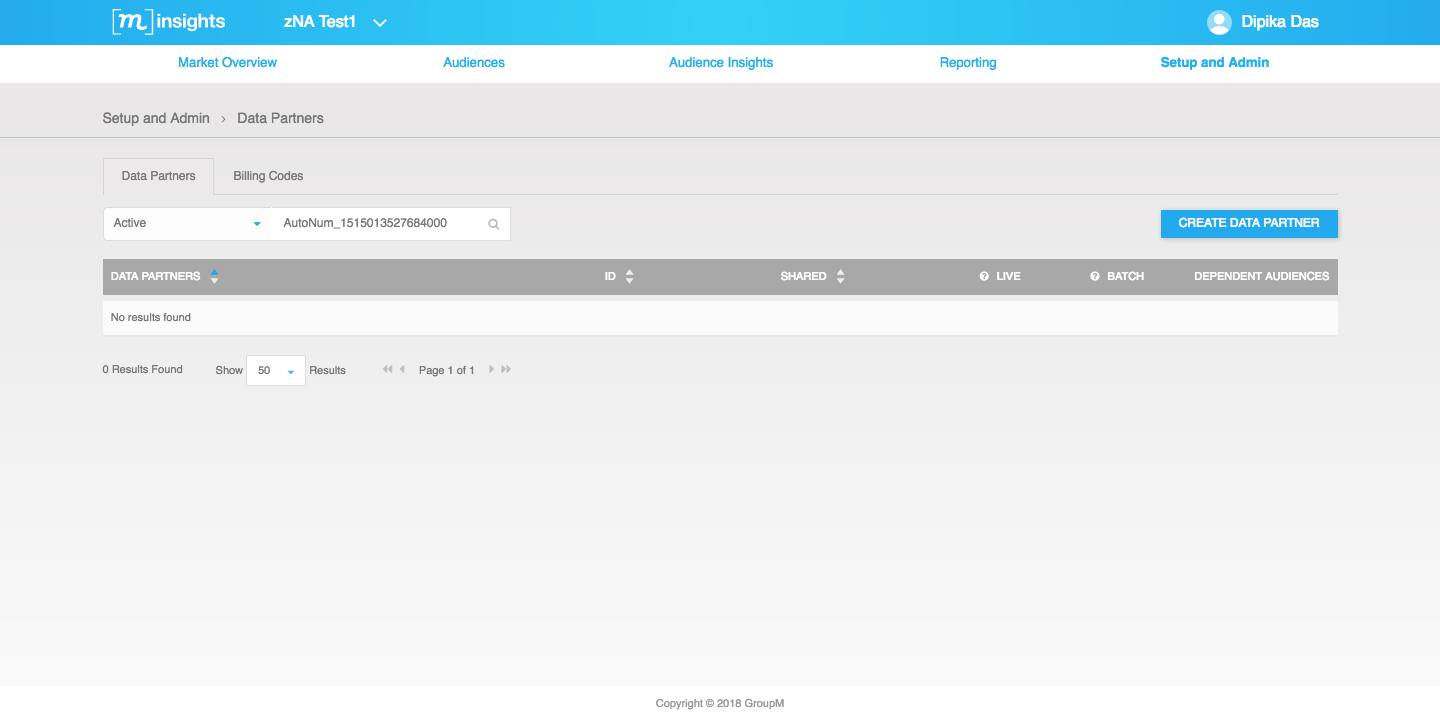 [m] insights zNA Test1 Dipika Das
Market Overview Audiences Audience Insights Reporting Setup and Admin
Setup and Admin › Data Partners
Data Partners Billing Codes
Active AutoNum_1515013527684000 CREATE DATA PARTNER
DATA PARTNERS ID SHARED ? LIVE ? BATCH DEPENDENT AUDIENCES
No results found
0 Results Found Show 50 Results Page 1 of 1
Copyright © 2018 GroupM